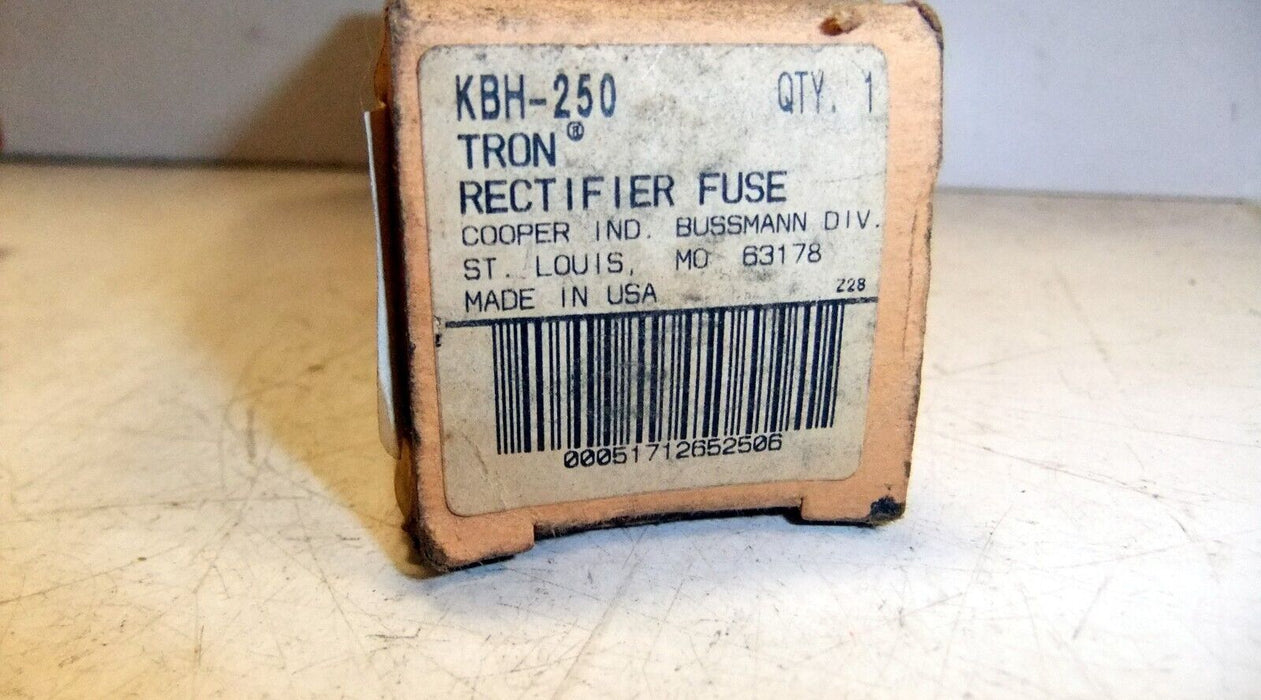 KBH-250 QTY. 1
TRON®
RECTIFIER FUSE
COOPER IND. BUSSMANN DIV.
ST. LOUIS, MO 63178
MADE IN USA Z28
00051712652506